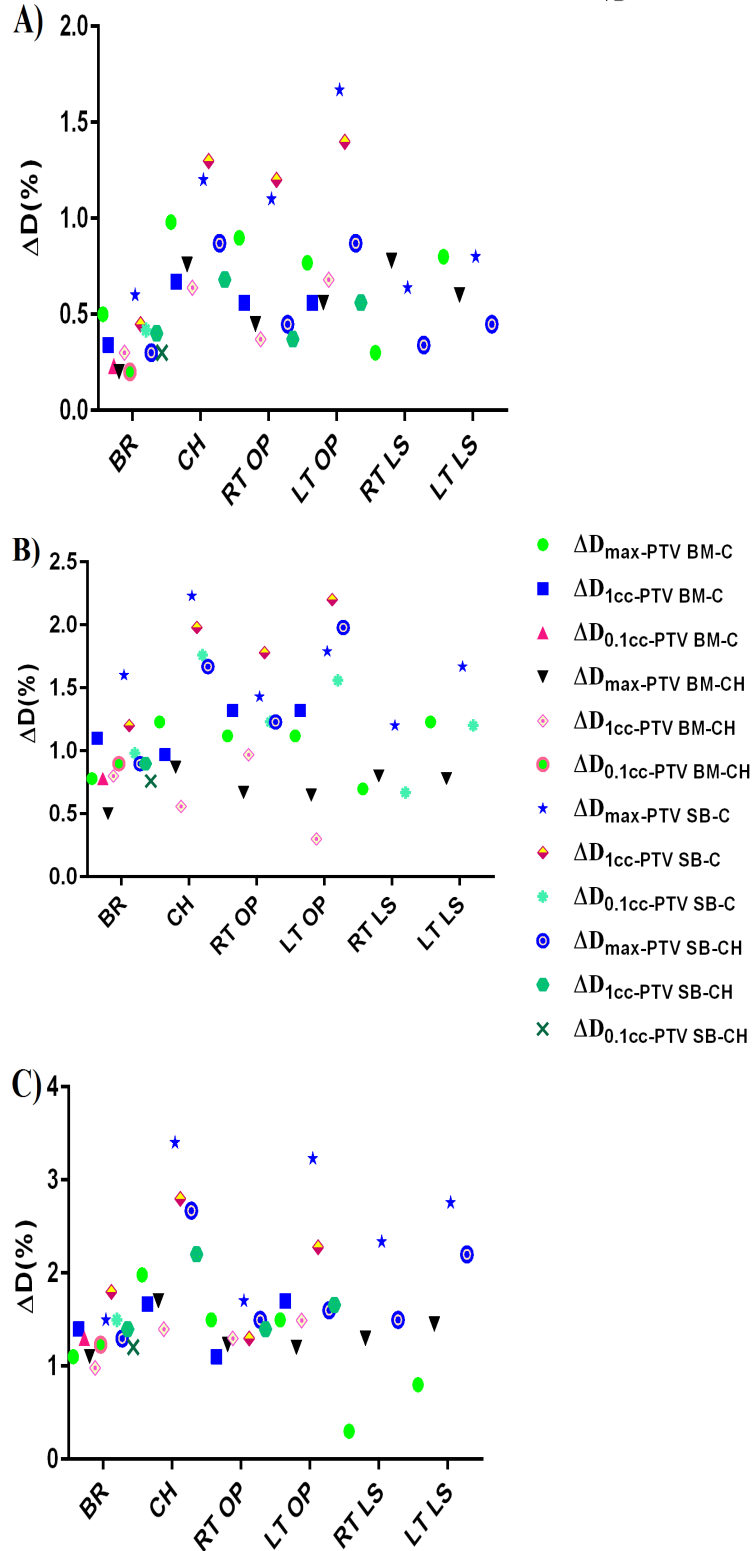 A)
ΔD(%)
2.0
1.5
1.0
0.5
0.0
BR
CH
RT OP
LT OP
RT LS
LT LS
B)
ΔD(%)
2.5
2.0
1.5
1.0
0.5
0.0
BR
CH
RT OP
LT OP
RT LS
LT LS
ΔDmax-PTV BM-C
ΔD1cc-PTV BM-C
ΔD0.1cc-PTV BM-C
ΔDmax-PTV BM-CH
ΔD1cc-PTV BM-CH
ΔD0.1cc-PTV BM-CH
ΔDmax-PTV SB-C
ΔD1cc-PTV SB-C
ΔD0.1cc-PTV SB-C
ΔDmax-PTV SB-CH
ΔD1cc-PTV SB-CH
ΔD0.1cc-PTV SB-CH
C)
ΔD(%)
4
3
2
1
0
BR
CH
RT OP
LT OP
RT LS
LT LS